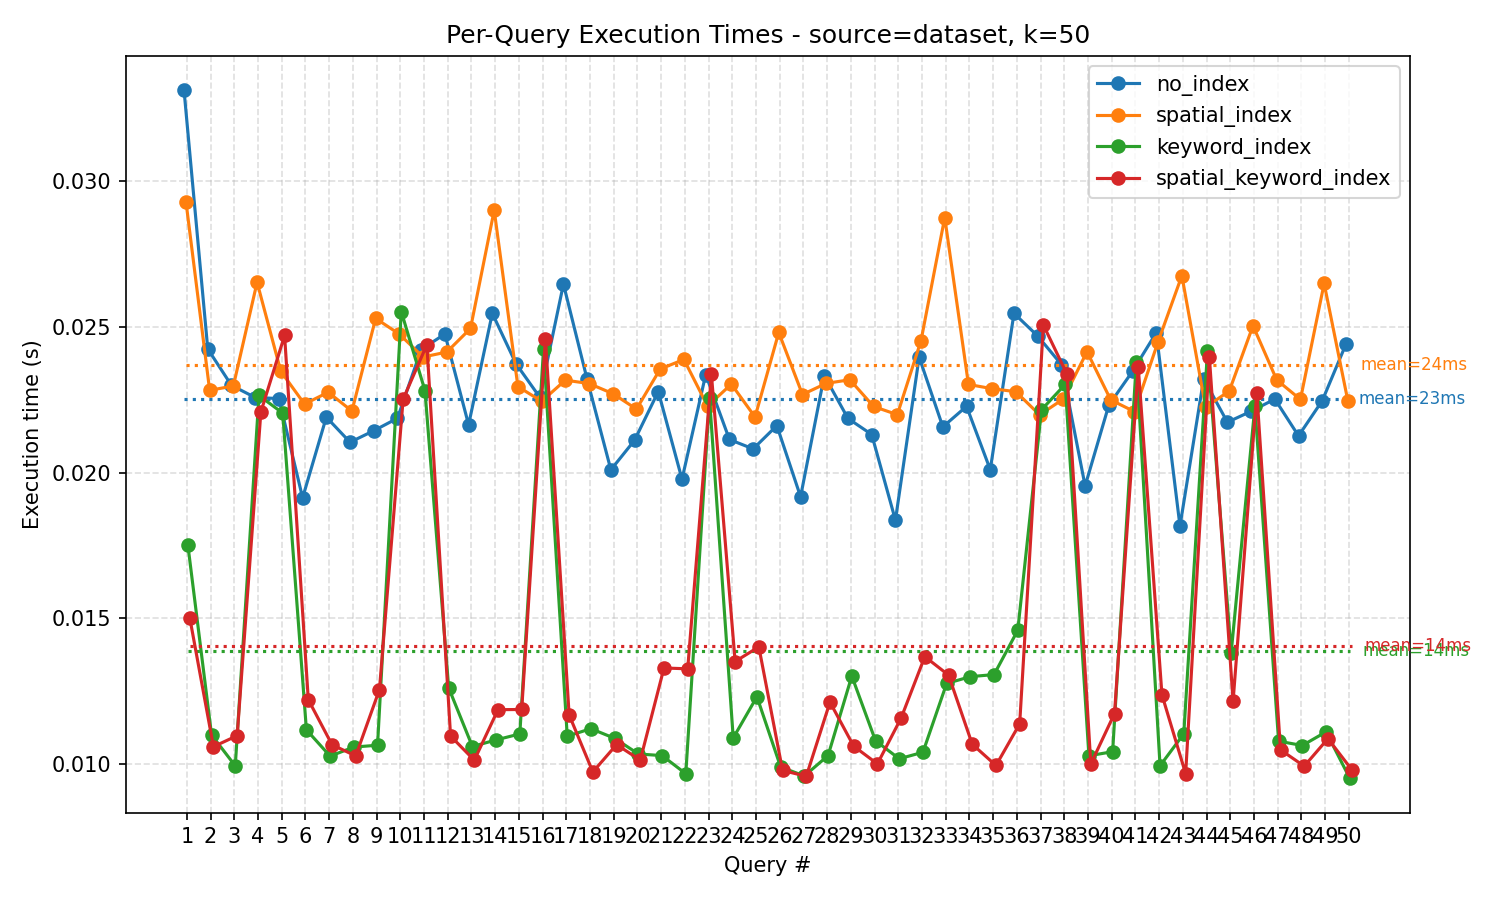 Per-Query Execution Times - source=dataset, k=50
no_index
spatial_index
keyword_index
spatial_keyword_index
0.030
0.025
0.020
0.015
0.010
Execution time (s)
mean=24ms
mean=23ms
mean=14ms
mean=14ms
1 2 3 4 5 6 7 8 9 10 11 12 13 14 15 16 17 18 19 20 21 22 23 24 25 26 27 28 29 30 31 32 33 34 35 36 37 38 39 40 41 42 43 44 45 46 47 48 49 50
Query #